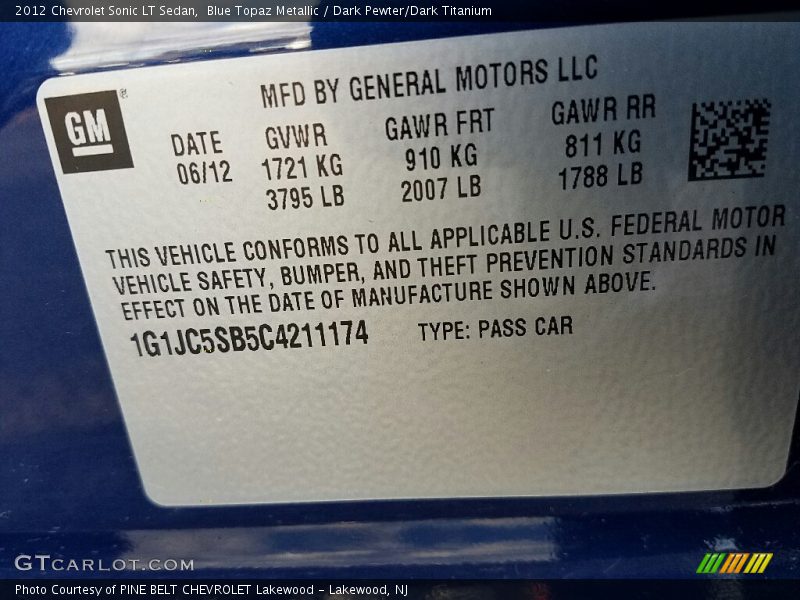 2012 Chevrolet Sonic LT Sedan, Blue Topaz Metallic / Dark Pewter/Dark Titanium
GM®
MFD BY GENERAL MOTORS LLC
DATE GVWR GAWR FRT GAWR RR
06/12 1721 KG 910 KG 811 KG
3795 LB 2007 LB 1788 LB
THIS VEHICLE CONFORMS TO ALL APPLICABLE U.S. FEDERAL MOTOR
VEHICLE SAFETY, BUMPER, AND THEFT PREVENTION STANDARDS IN
EFFECT ON THE DATE OF MANUFACTURE SHOWN ABOVE.
1G1JC5SB5C4211174 TYPE: PASS CAR
GTCARLOT.COM
Photo Courtesy of PINE BELT CHEVROLET Lakewood - Lakewood, NJ